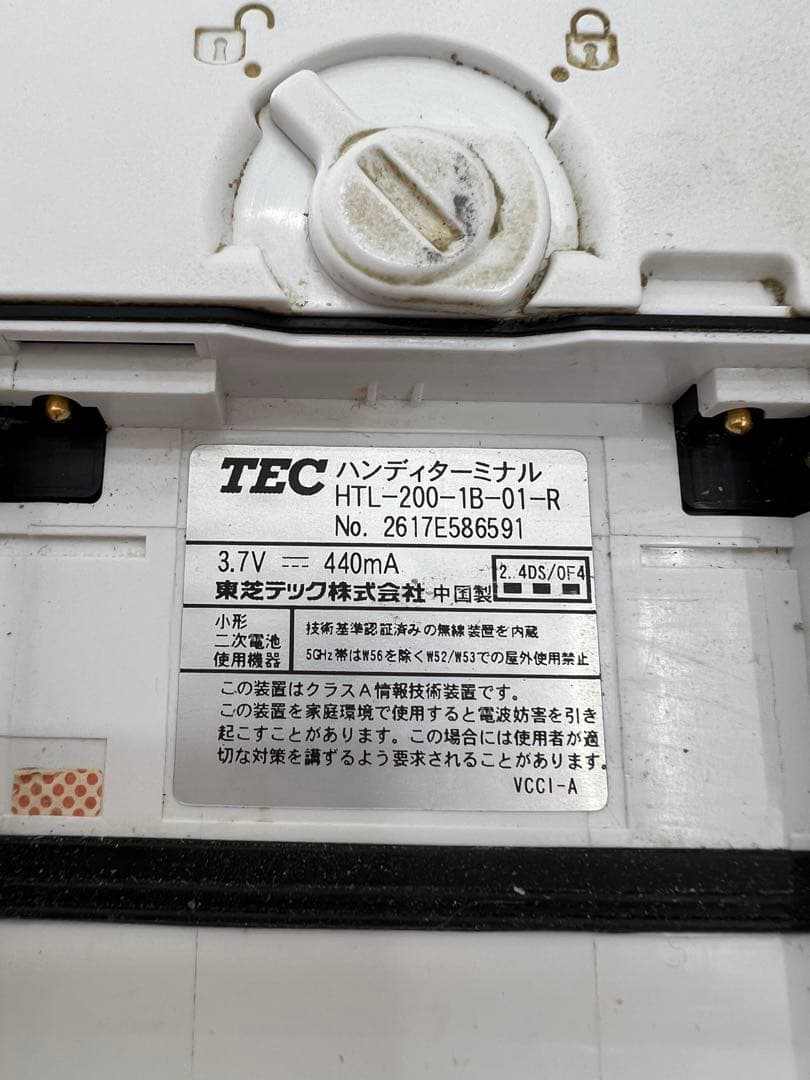 TEC ハンディターミナル
HTL-200-1B-01-R
No. 2617E586591
3.7V ⎓ 440mA
2.4DS/OF4
東芝テック株式会社 中国製
小形
二次電池
使用機器
技術基準認証済みの無線装置を内蔵
5GHz帯はW56を除くW52/W53での屋外使用禁止
この装置はクラスA情報技術装置です。
この装置を家庭環境で使用すると電波妨害を引き
起こすことがあります。この場合には使用者が適
切な対策を講ずるよう要求されることがあります。
VCCI-A